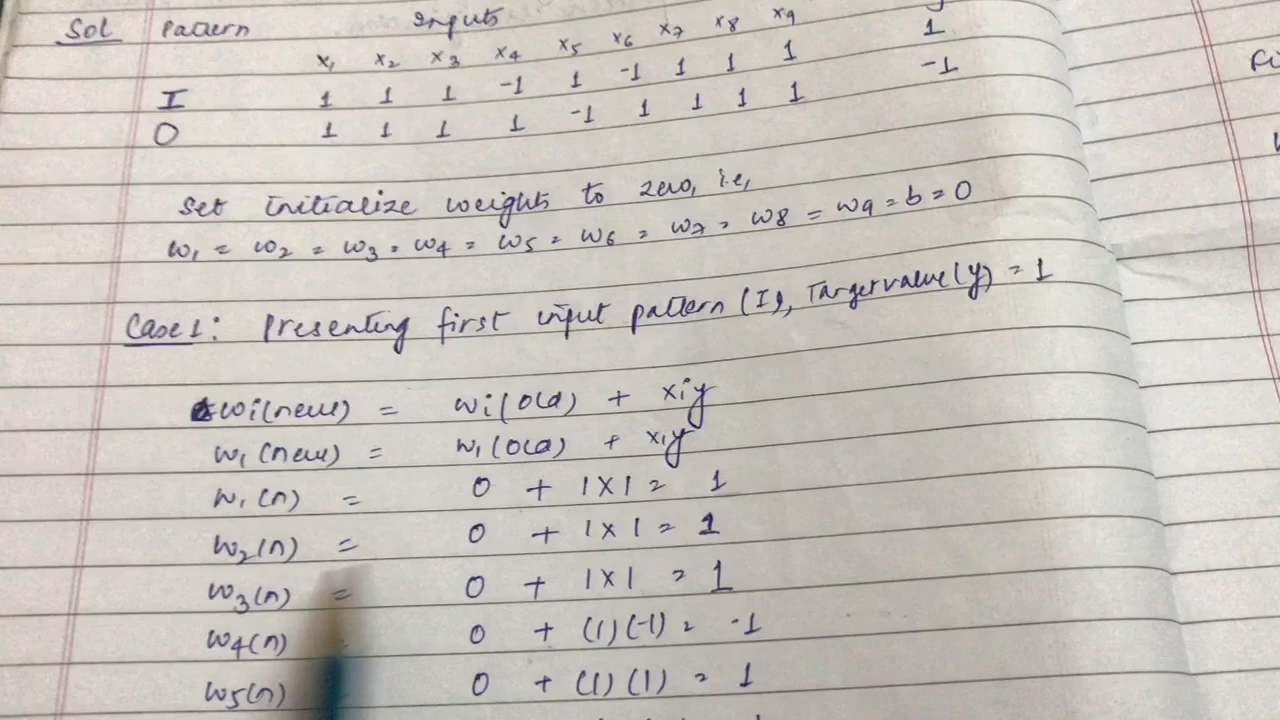 Sol Pattern Inputs y
x1 x2 x3 x4 x5 x6 x7 x8 x9
I 1 1 1 -1 1 -1 1 1 1 1
O 1 1 1 1 -1 1 1 1 1 -1
Set initialize weights to zero, i.e,
w1 = w2 = w3 = w4 = w5 = w6 = w7 = w8 = w9 = b = 0
Case 1: Presenting first input pattern (I), Target value (y) = 1
wi(new) = wi(old) + xiy
w1(new) = w1(old) + x1y
w1(n) = 0 + 1X1 = 1
w2(n) = 0 + 1X1 = 1
w3(n) = 0 + 1X1 = 1
w4(n) = 0 + (1)(-1) = -1
w5(n) 0 + (1)(1) = 1